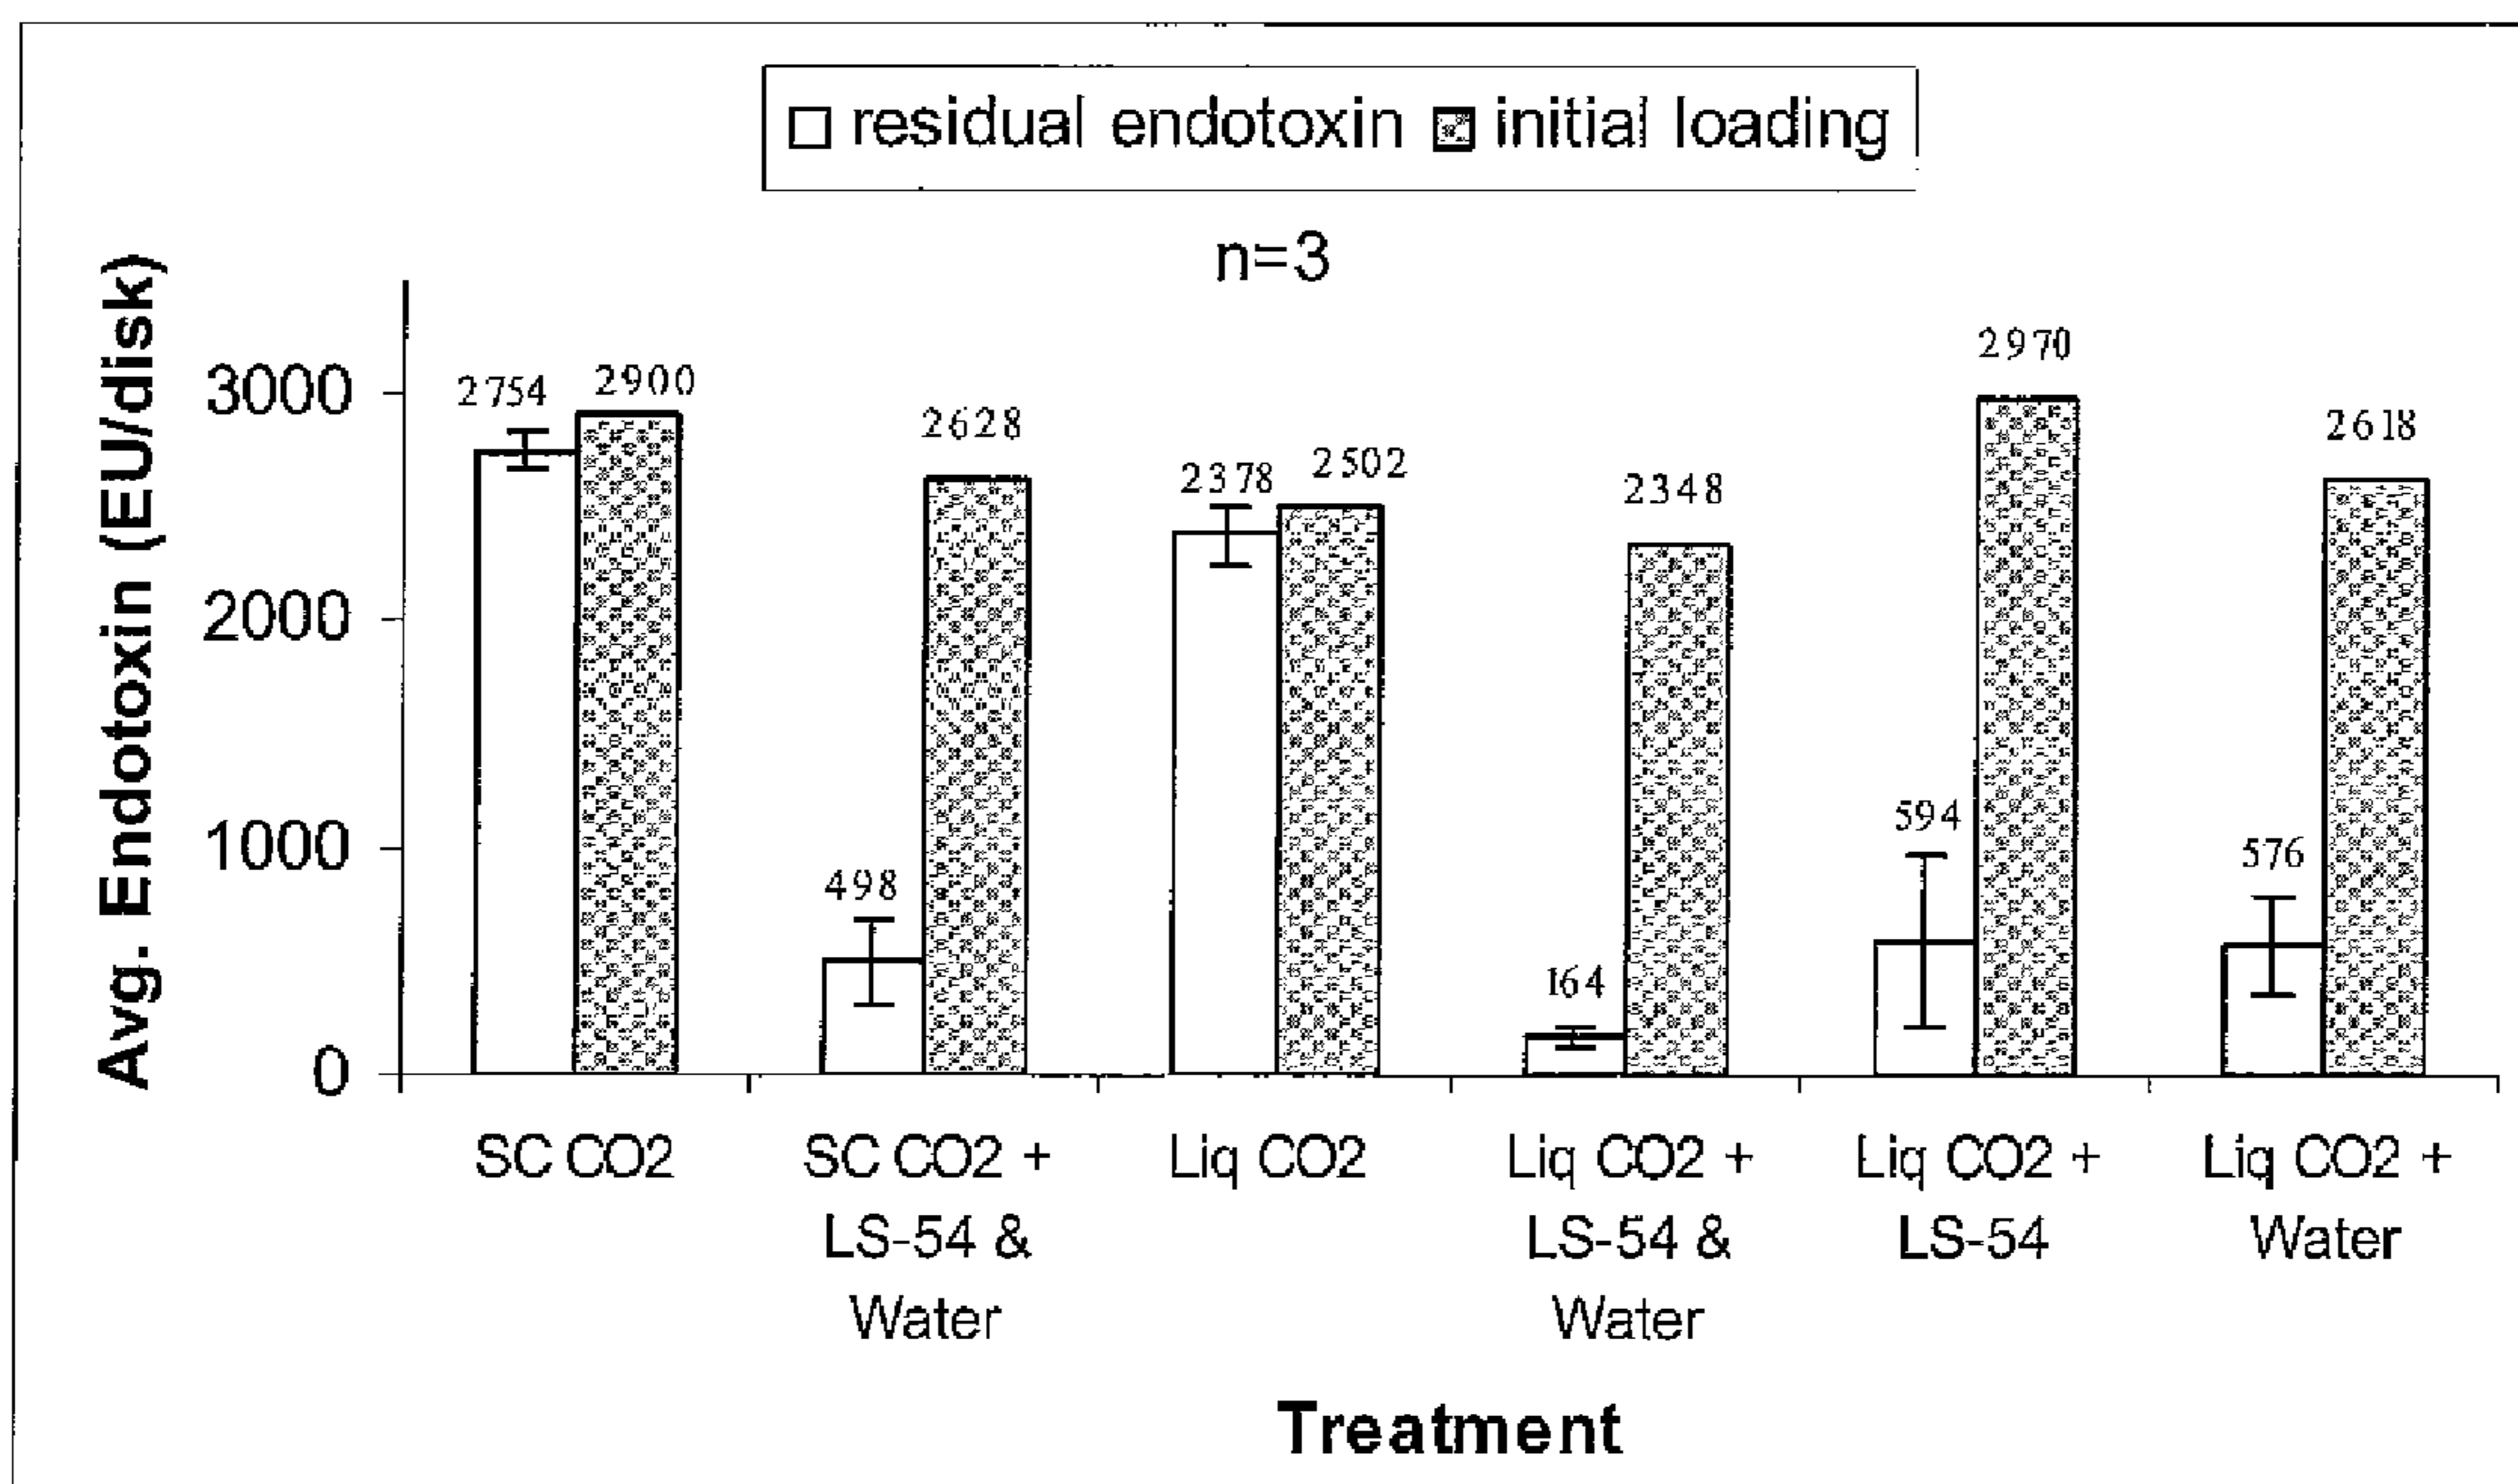 residual endotoxin initial loading
n=3
Avg. Endotoxin (EU/disk)
3000
2000
1000
0
2754 2900
498 2628
2378 2502
164 2348
594 2970
576 2618
SC CO2
SC CO2 +
LS-54 &
Water
Liq CO2
Liq CO2 +
LS-54 &
Water
Liq CO2 +
LS-54
Liq CO2 +
Water
Treatment